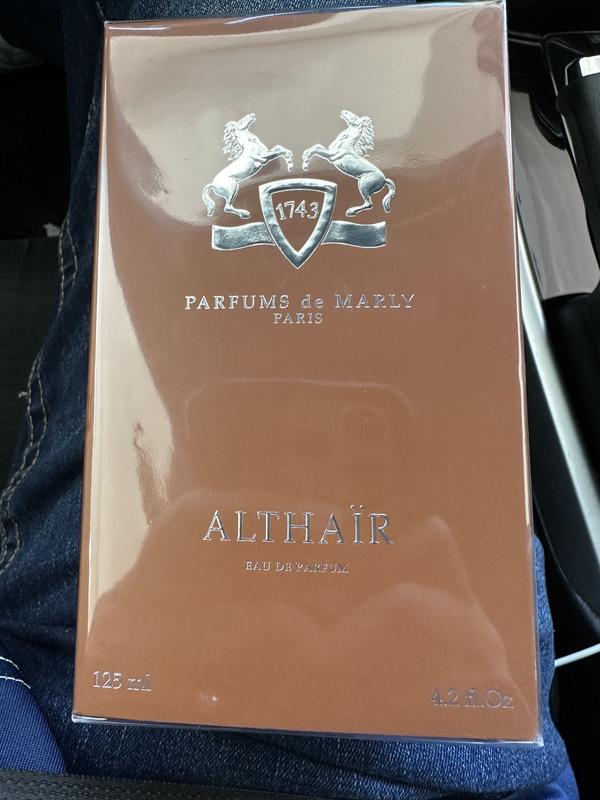 1743
PARFUMS de MARLY
PARIS
ALTHAÏR
EAU DE PARFUM
125 ml 4.2 fl.Oz